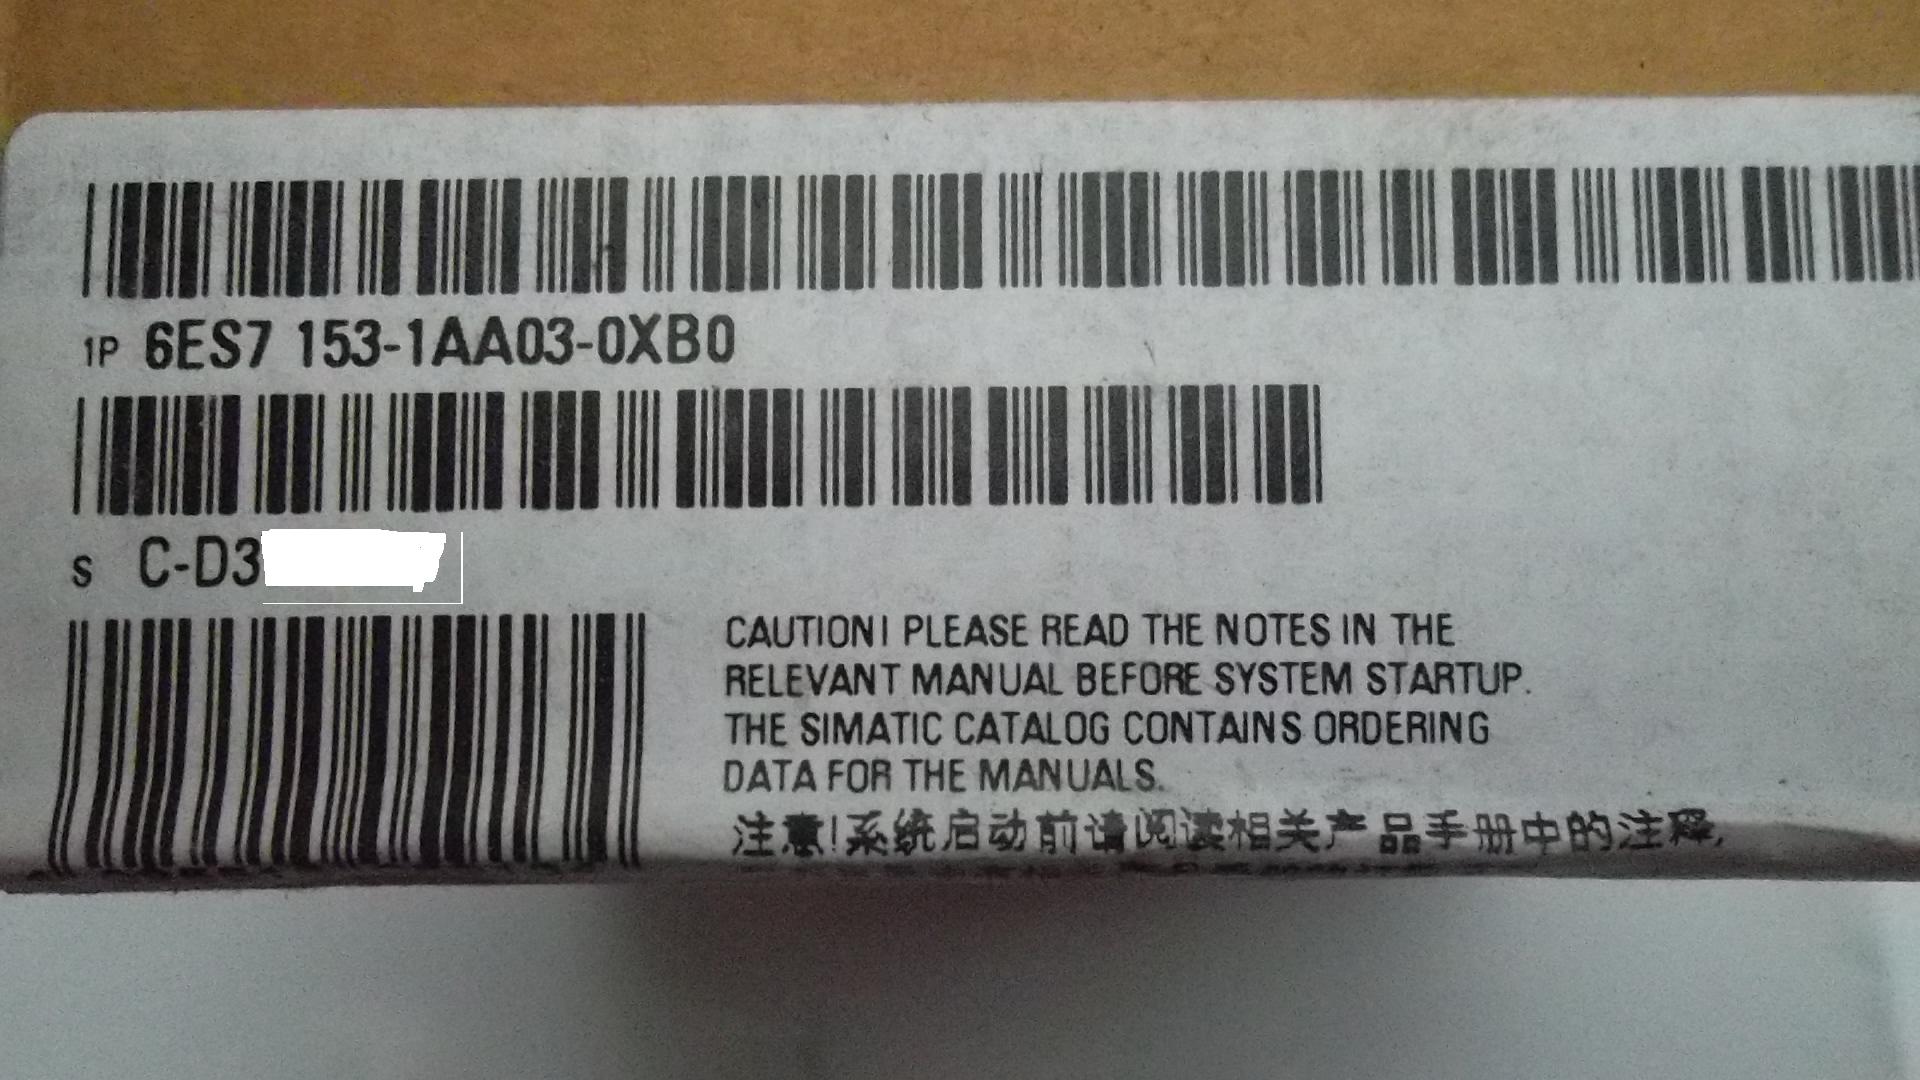 1P 6ES7 153-1AA03-0XB0
S C-D3
CAUTION! PLEASE READ THE NOTES IN THE
RELEVANT MANUAL BEFORE SYSTEM STARTUP.
THE SIMATIC CATALOG CONTAINS ORDERING
DATA FOR THE MANUALS.
注意!系统启动前请阅读相关产品手册中的注释,